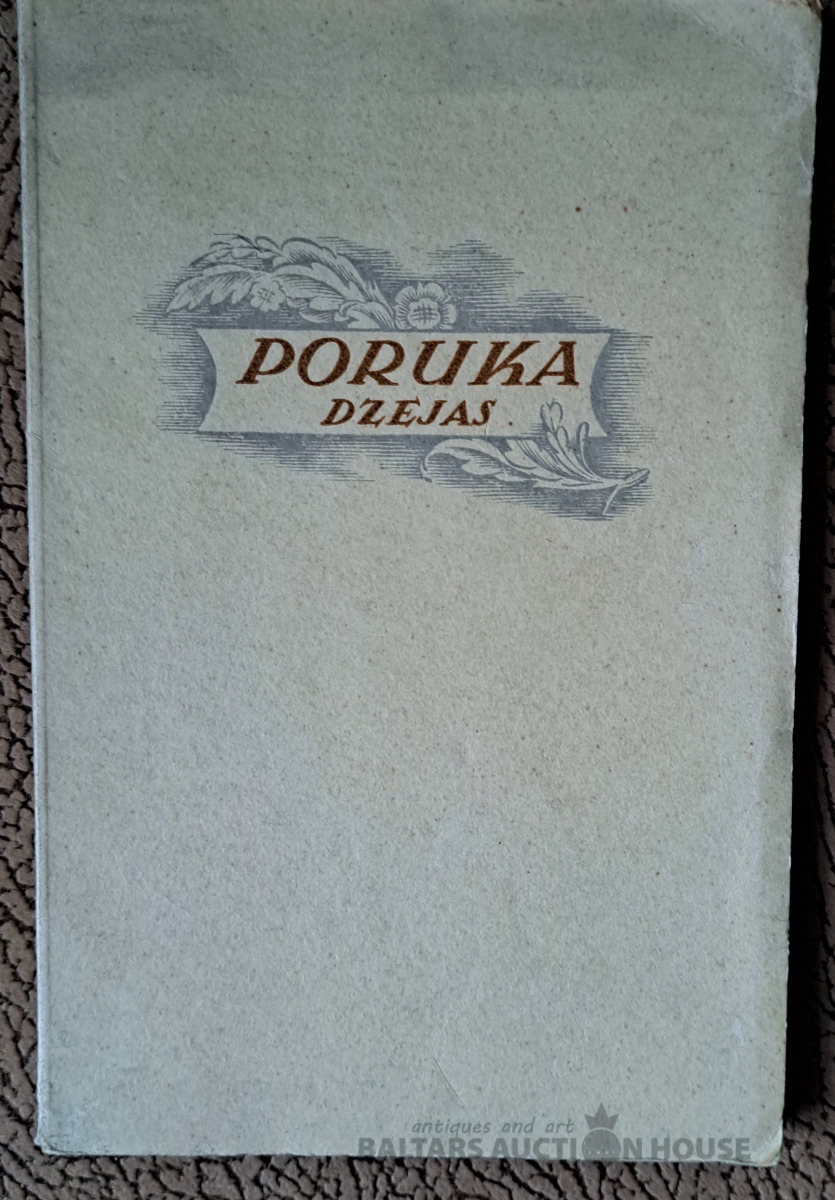 PORUKA
DZEJAS
antiques and art
BALTARS AUCTION HOUSE